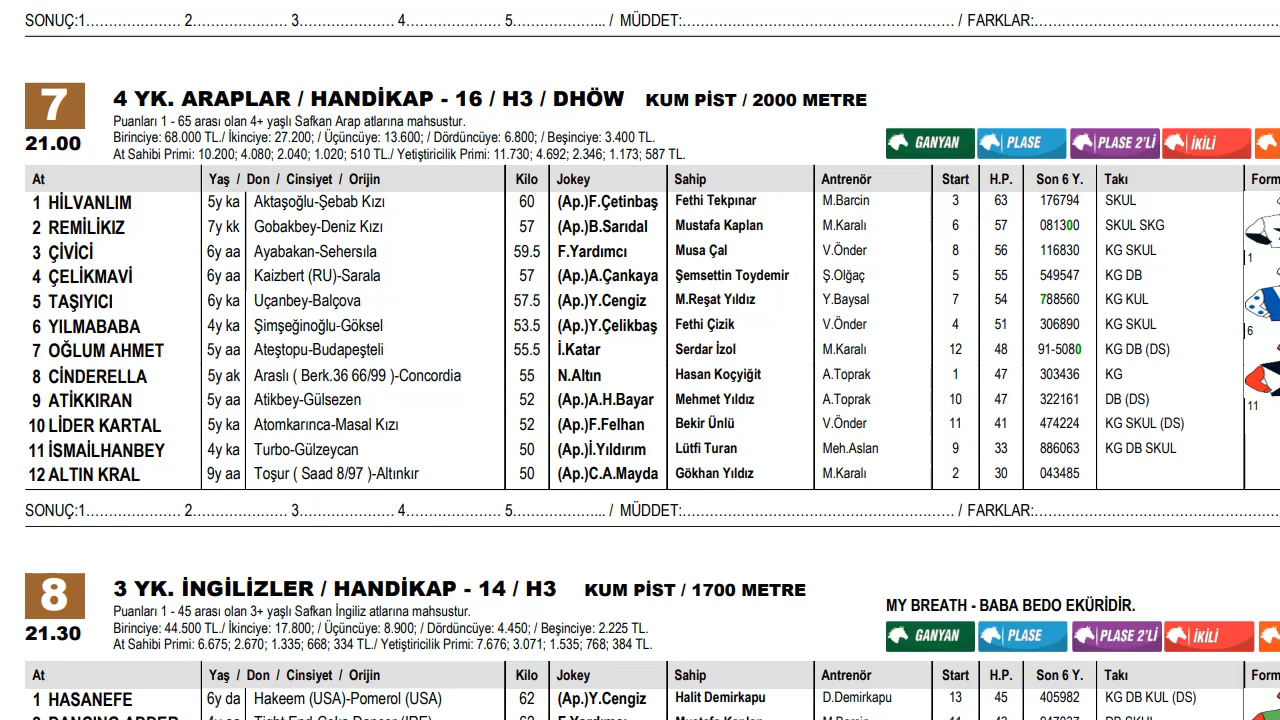 SONUÇ:1..................... 2..................... 3..................... 4..................... 5..................... / MÜDDET:............................................................ / FARKLAR:............................................................
7 4 YK. ARAPLAR / HANDİKAP - 16 / H3 / DHÖW KUM PİST / 2000 METRE
Puanları 1 - 65 arası olan 4+ yaşlı Safkan Arap atlarına mahsustur.
21.00 Birinciye: 68.000 TL./ İkinciye: 27.200; / Üçüncüye: 13.600; / Dördüncüye: 6.800; / Beşinciye: 3.400 TL.
At Sahibi Primi: 10.200; 4.080; 2.040; 1.020; 510 TL./ Yetiştiricilik Primi: 11.730; 4.692; 2.346; 1.173; 587 TL.
GANYAN PLASE PLASE 2'Lİ İKİLİ
At Yaş / Don / Cinsiyet / Orijin Kilo Jokey Sahip Antrenör Start H.P. Son 6 Y. Takı Form
1 HİLVANLIM 5y ka Aktaşoğlu-Şebab Kızı 60 (Ap.)F.Çetinbaş Fethi Tekpınar M.Barcin 3 63 176794 SKUL
2 REMİLİKIZ 7y kk Gobakbey-Deniz Kızı 57 (Ap.)B.Sarıdal Mustafa Kaplan M.Karalı 6 57 081300 SKUL SKG
3 ÇİVİCİ 6y aa Ayabakan-Sehersıla 59.5 F.Yardımcı Musa Çal V.Önder 8 56 116830 KG SKUL 1
4 ÇELİKMAVİ 6y aa Kaizbert (RU)-Sarala 57 (Ap.)A.Çankaya Şemsettin Toydemir Ş.Olğaç 5 55 549547 KG DB
5 TAŞIYICI 6y ka Uçanbey-Balçova 57.5 (Ap.)Y.Cengiz M.Reşat Yıldız Y.Baysal 7 54 788560 KG KUL
6 YILMABABA 4y ka Şimşeğinoğlu-Göksel 53.5 (Ap.)Y.Çelikbaş Fethi Çizik V.Önder 4 51 306890 KG SKUL 6
7 OĞLUM AHMET 5y aa Ateştopu-Budapeşteli 55.5 İ.Katar Serdar İzol M.Karalı 12 48 91-5080 KG DB (DS)
8 CİNDERELLA 5y ak Araslı ( Berk.36 66/99 )-Concordia 55 N.Altın Hasan Koçyiğit A.Toprak 1 47 303436 KG
9 ATİKKIRAN 5y aa Atikbey-Gülsezen 52 (Ap.)A.H.Bayar Mehmet Yıldız A.Toprak 10 47 322161 DB (DS) 11
10 LİDER KARTAL 5y ka Atomkarınca-Masal Kızı 52 (Ap.)F.Felhan Bekir Ünlü V.Önder 11 41 474224 KG SKUL (DS)
11 İSMAİLHANBEY 4y ka Turbo-Gülzeycan 50 (Ap.)İ.Yıldırım Lütfi Turan Meh.Aslan 9 33 886063 KG DB SKUL
12 ALTIN KRAL 9y aa Toşur ( Saad 8/97 )-Altınkır 50 (Ap.)C.A.Mayda Gökhan Yıldız M.Karalı 2 30 043485
SONUÇ:1..................... 2..................... 3..................... 4..................... 5..................... / MÜDDET:............................................................ / FARKLAR:............................................................
8 3 YK. İNGİLİZLER / HANDİKAP - 14 / H3 KUM PİST / 1700 METRE
Puanları 1 - 45 arası olan 3+ yaşlı Safkan İngiliz atlarına mahsustur. MY BREATH - BABA BEDO EKÜRİDİR.
21.30 Birinciye: 44.500 TL./ İkinciye: 17.800; / Üçüncüye: 8.900; / Dördüncüye: 4.450; / Beşinciye: 2.225 TL.
At Sahibi Primi: 6.675; 2.670; 1.335; 668; 334 TL./ Yetiştiricilik Primi: 7.676; 3.071; 1.535; 768; 384 TL.
GANYAN PLASE PLASE 2'Lİ İKİLİ
At Yaş / Don / Cinsiyet / Orijin Kilo Jokey Sahip Antrenör Start H.P. Son 6 Y. Takı Form
1 HASANEFE 6y da Hakeem (USA)-Pomerol (USA) 62 (Ap.)Y.Cengiz Halit Demirkapu D.Demirkapu 13 45 405982 KG DB KUL (DS)